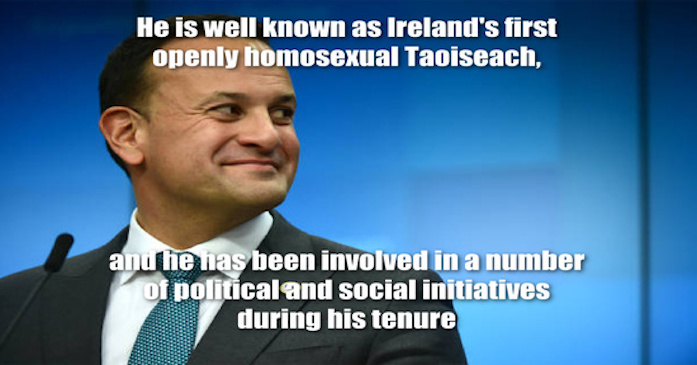 He is well known as Ireland's first
openly homosexual Taoiseach,
and he has been involved in a number
of political and social initiatives
during his tenure